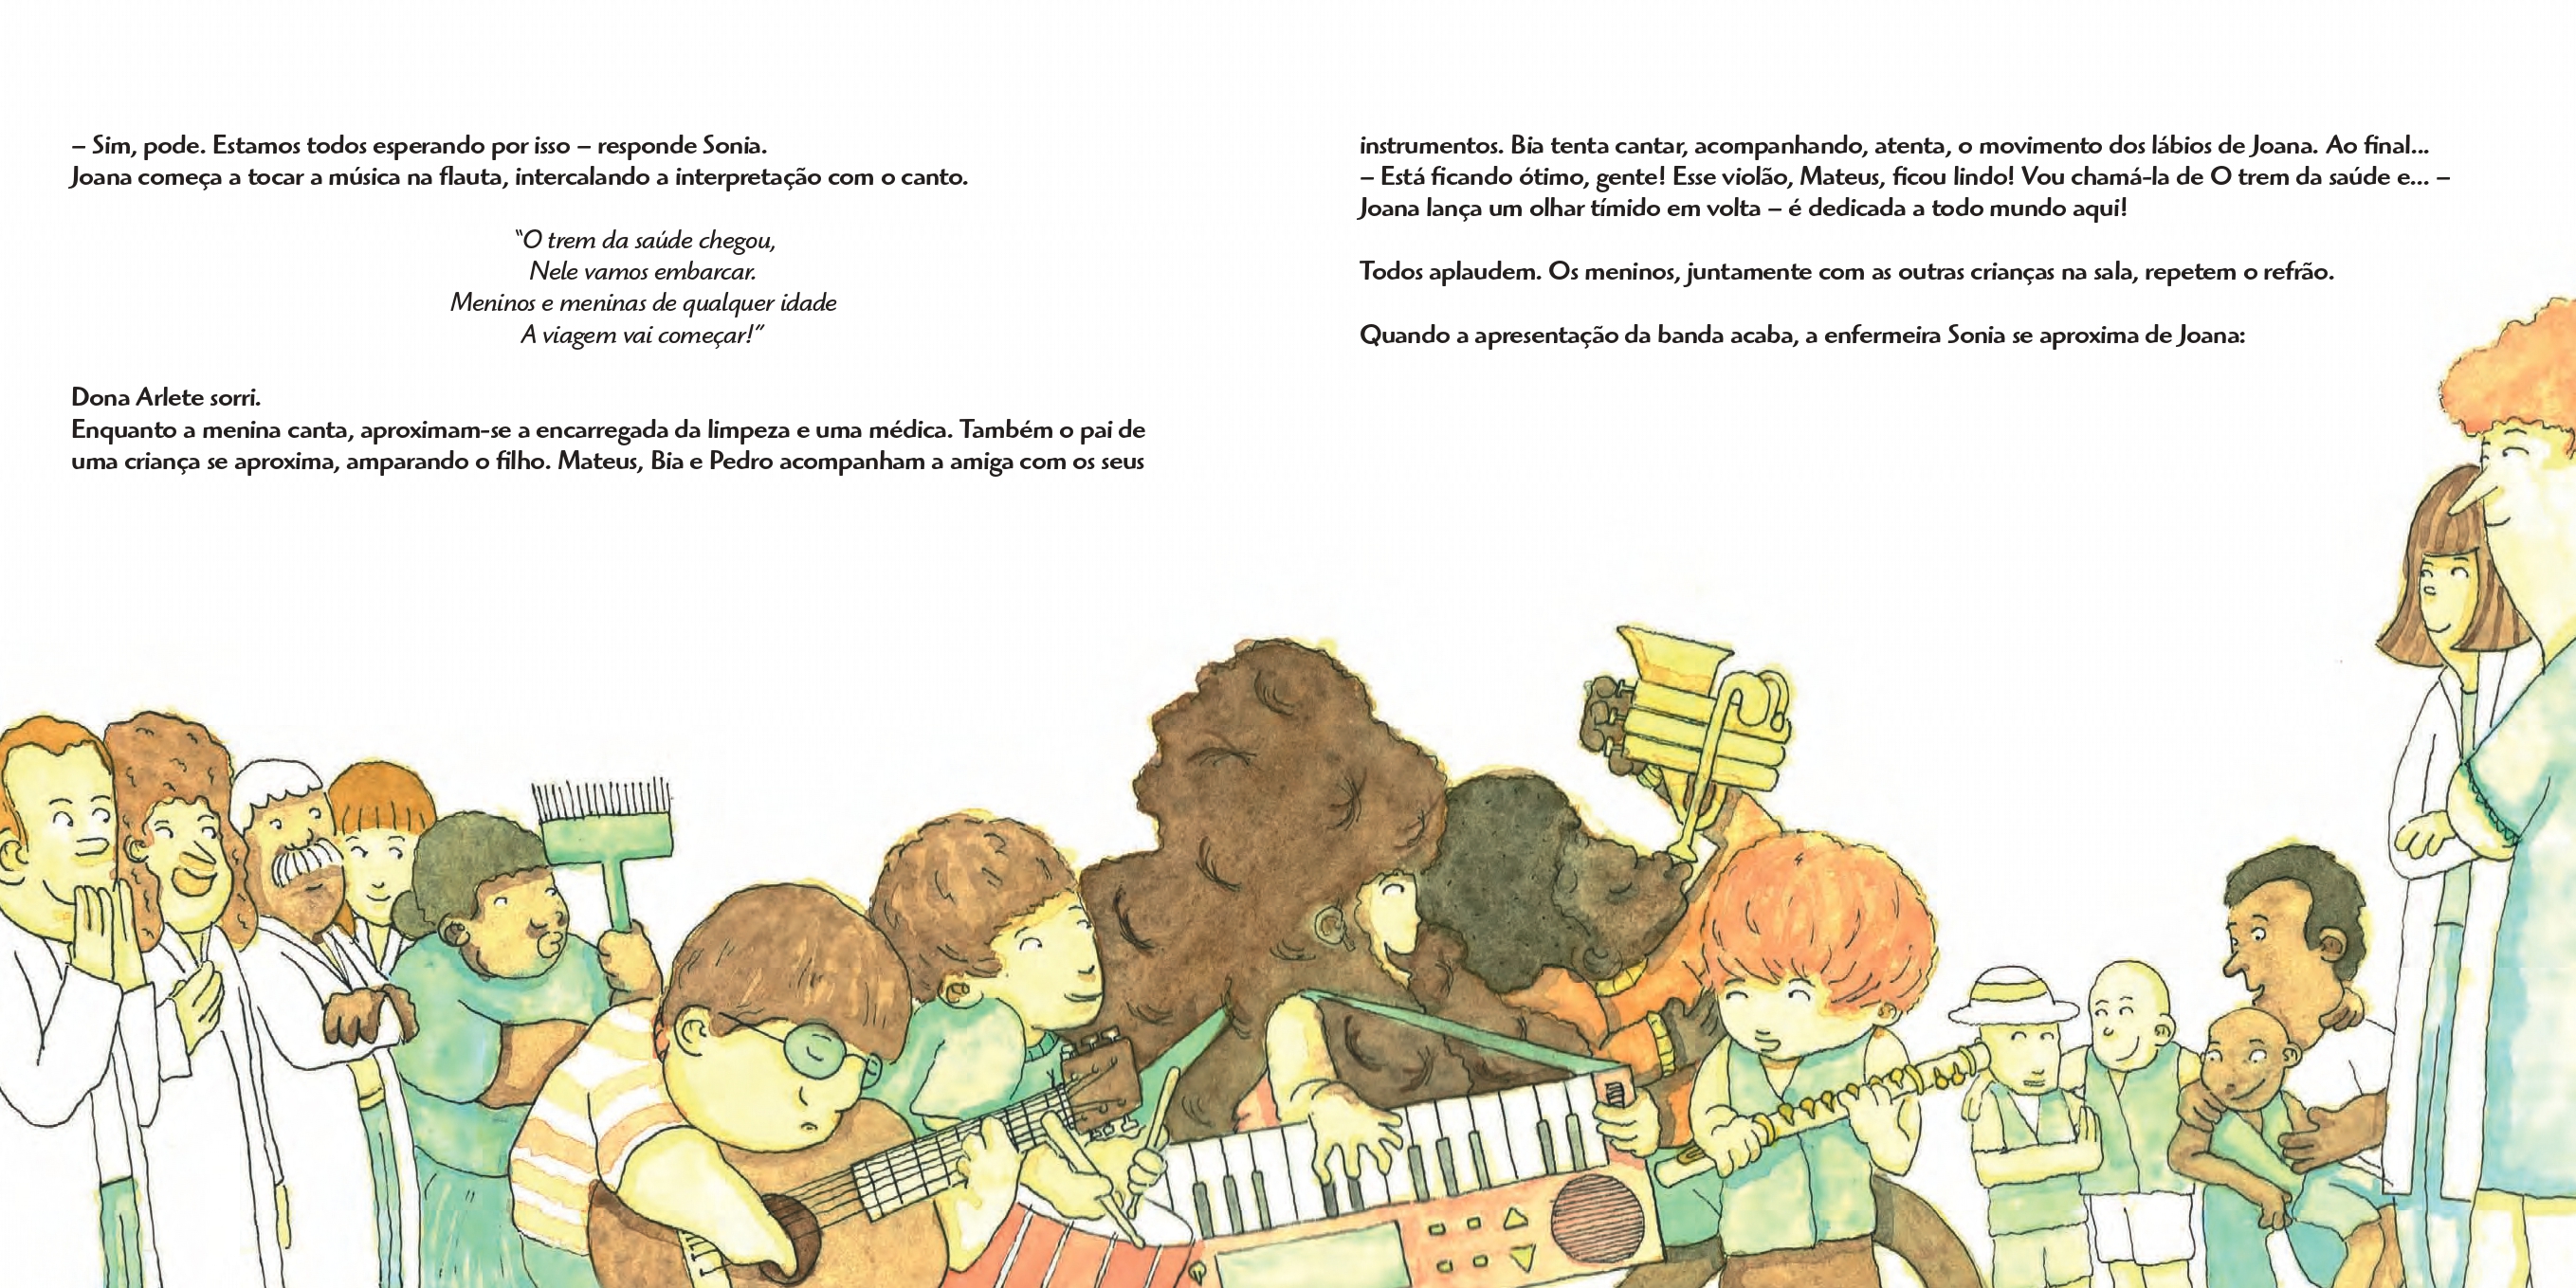 – Sim, pode. Estamos todos esperando por isso – responde Sonia.
Joana começa a tocar a música na flauta, intercalando a interpretação com o canto.
“O trem da saúde chegou,
Nele vamos embarcar.
Meninos e meninas de qualquer idade
A viagem vai começar!”
Dona Arlete sorri.
Enquanto a menina canta, aproximam-se a encarregada da limpeza e uma médica. Também o pai de
uma criança se aproxima, amparando o filho. Mateus, Bia e Pedro acompanham a amiga com os seus
instrumentos. Bia tenta cantar, acompanhando, atenta, o movimento dos lábios de Joana. Ao final...
– Está ficando ótimo, gente! Esse violão, Mateus, ficou lindo! Vou chamá-la de O trem da saúde e... –
Joana lança um olhar tímido em volta – é dedicada a todo mundo aqui!
Todos aplaudem. Os meninos, juntamente com as outras crianças na sala, repetem o refrão.
Quando a apresentação da banda acaba, a enfermeira Sonia se aproxima de Joana: